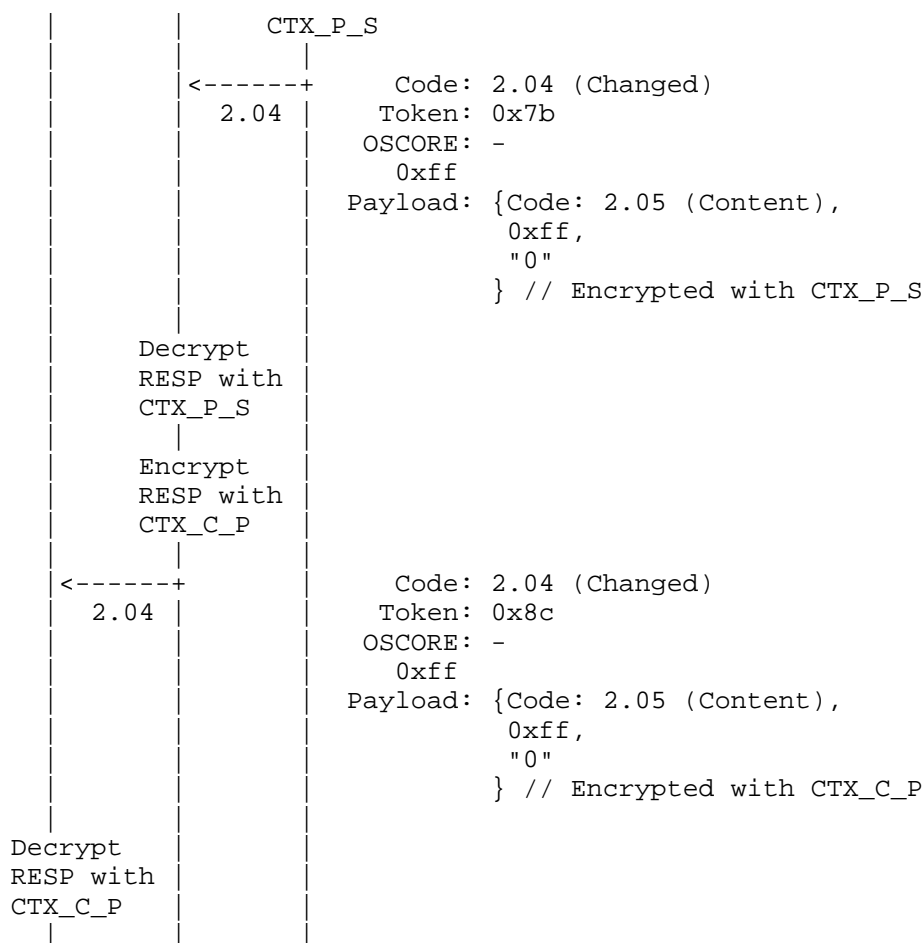 |        |    CTX_P_S
|        |       |
|        |<------+     Code: 2.04 (Changed)
|        |  2.04 |    Token: 0x7b
|        |       |   OSCORE: -
|        |       |     0xff
|        |       |  Payload: {Code: 2.05 (Content),
|        |       |            0xff,
|        |       |            "0"
|        |       |           } // Encrypted with CTX_P_S
|        |       |
|     Decrypt    |
|     RESP with  |
|     CTX_P_S    |
|        |       |
|     Encrypt    |
|     RESP with  |
|     CTX_C_P    |
|        |       |
|<-------+       |     Code: 2.04 (Changed)
|  2.04  |       |    Token: 0x8c
|        |       |   OSCORE: -
|        |       |     0xff
|        |       |  Payload: {Code: 2.05 (Content),
|        |       |            0xff,
|        |       |            "0"
|        |       |           } // Encrypted with CTX_C_P
|        |       |
Decrypt  |       |
RESP with |      |
CTX_C_P  |       |
|        |       |